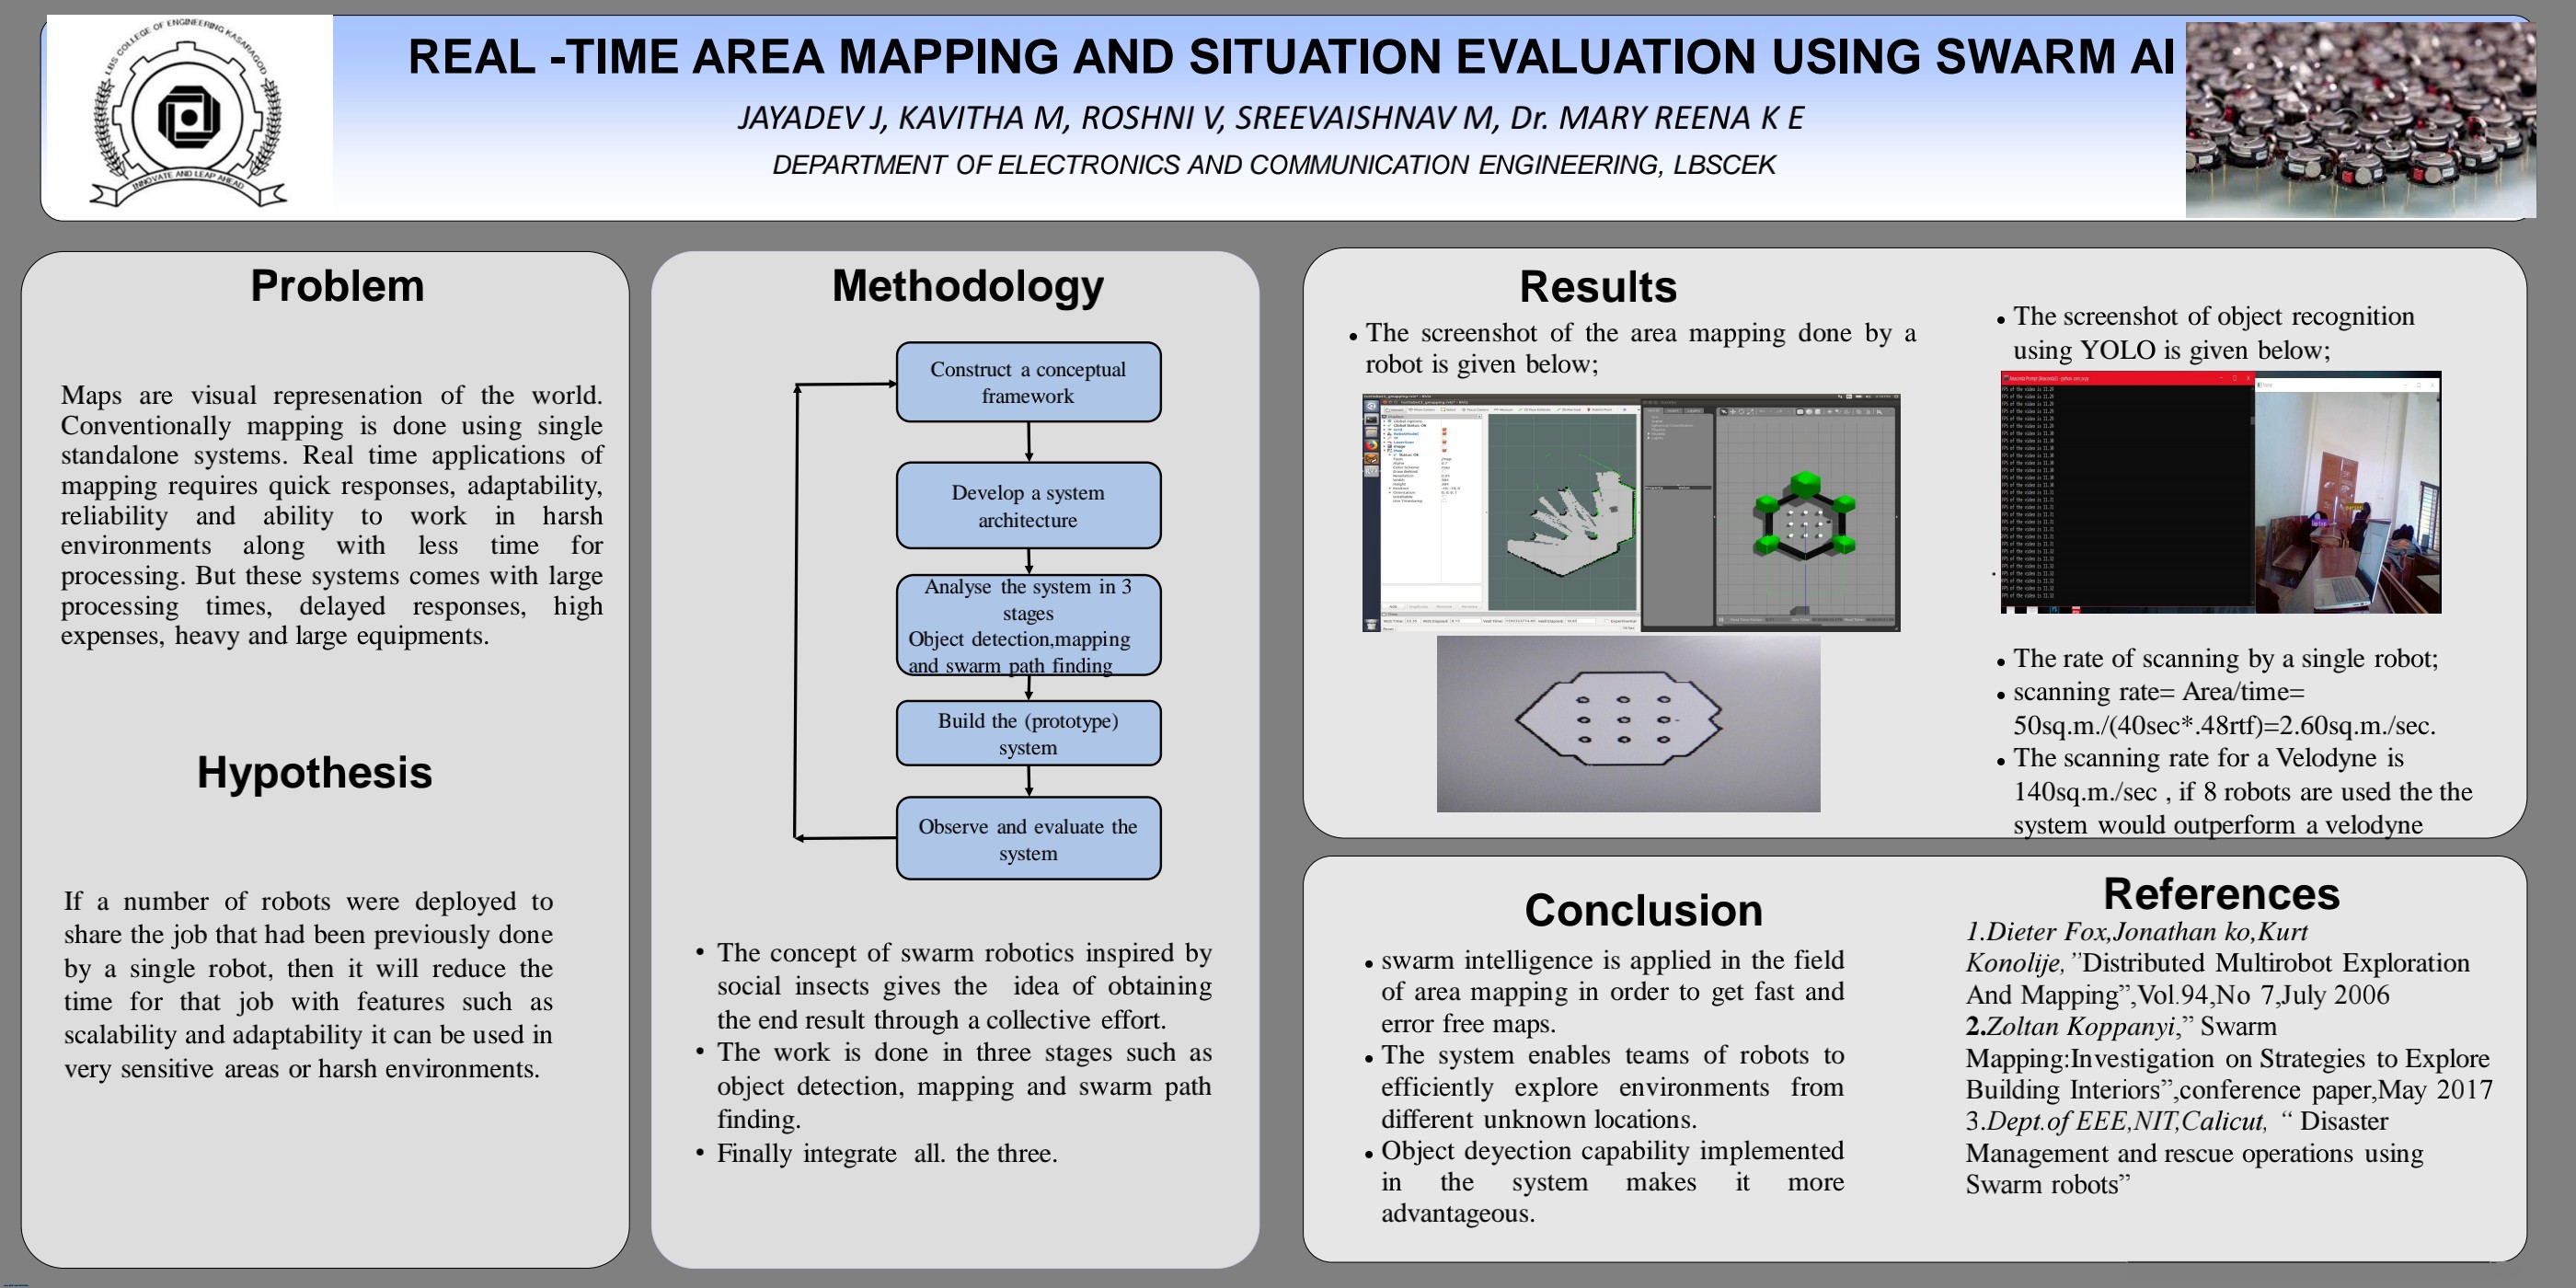 LBS COLLEGE OF ENGINEERING KASARAGOD
INNOVATE AND LEAP AHEAD
REAL -TIME AREA MAPPING AND SITUATION EVALUATION USING SWARM AI
JAYADEV J, KAVITHA M, ROSHNI V, SREEVAISHNAV M, Dr. MARY REENA K E
DEPARTMENT OF ELECTRONICS AND COMMUNICATION ENGINEERING, LBSCEK
Problem
Maps are visual represenation of the world.
Conventionally mapping is done using single
standalone systems. Real time applications of
mapping requires quick responses, adaptability,
reliability and ability to work in harsh
environments along with less time for
processing. But these systems comes with large
processing times, delayed responses, high
expenses, heavy and large equipments.
Hypothesis
If a number of robots were deployed to
share the job that had been previously done
by a single robot, then it will reduce the
time for that job with features such as
scalability and adaptability it can be used in
very sensitive areas or harsh environments.
Methodology
Construct a conceptual
framework
Develop a system
architecture
Analyse the system in 3
stages
Object detection,mapping
and swarm path finding
Build the (prototype)
system
Observe and evaluate the
system
• The concept of swarm robotics inspired by
social insects gives the idea of obtaining
the end result through a collective effort.
• The work is done in three stages such as
object detection, mapping and swarm path
finding.
• Finally integrate all. the three.
Results
• The screenshot of the area mapping done by a
robot is given below;
• The screenshot of object recognition
using YOLO is given below;
• The rate of scanning by a single robot;
• scanning rate= Area/time=
50sq.m./(40sec*.48rtf)=2.60sq.m./sec.
• The scanning rate for a Velodyne is
140sq.m./sec , if 8 robots are used the the
system would outperform a velodyne
Conclusion
• swarm intelligence is applied in the field
of area mapping in order to get fast and
error free maps.
• The system enables teams of robots to
efficiently explore environments from
different unknown locations.
• Object deyection capability implemented
in the system makes it more
advantageous.
References
1.Dieter Fox,Jonathan ko,Kurt
Konolije,”Distributed Multirobot Exploration
And Mapping”,Vol.94,No 7,July 2006
2.Zoltan Koppanyi,” Swarm
Mapping:Investigation on Strategies to Explore
Building Interiors”,conference paper,May 2017
3.Dept.of EEE,NIT,Calicut, “ Disaster
Management and rescue operations using
Swarm robots”